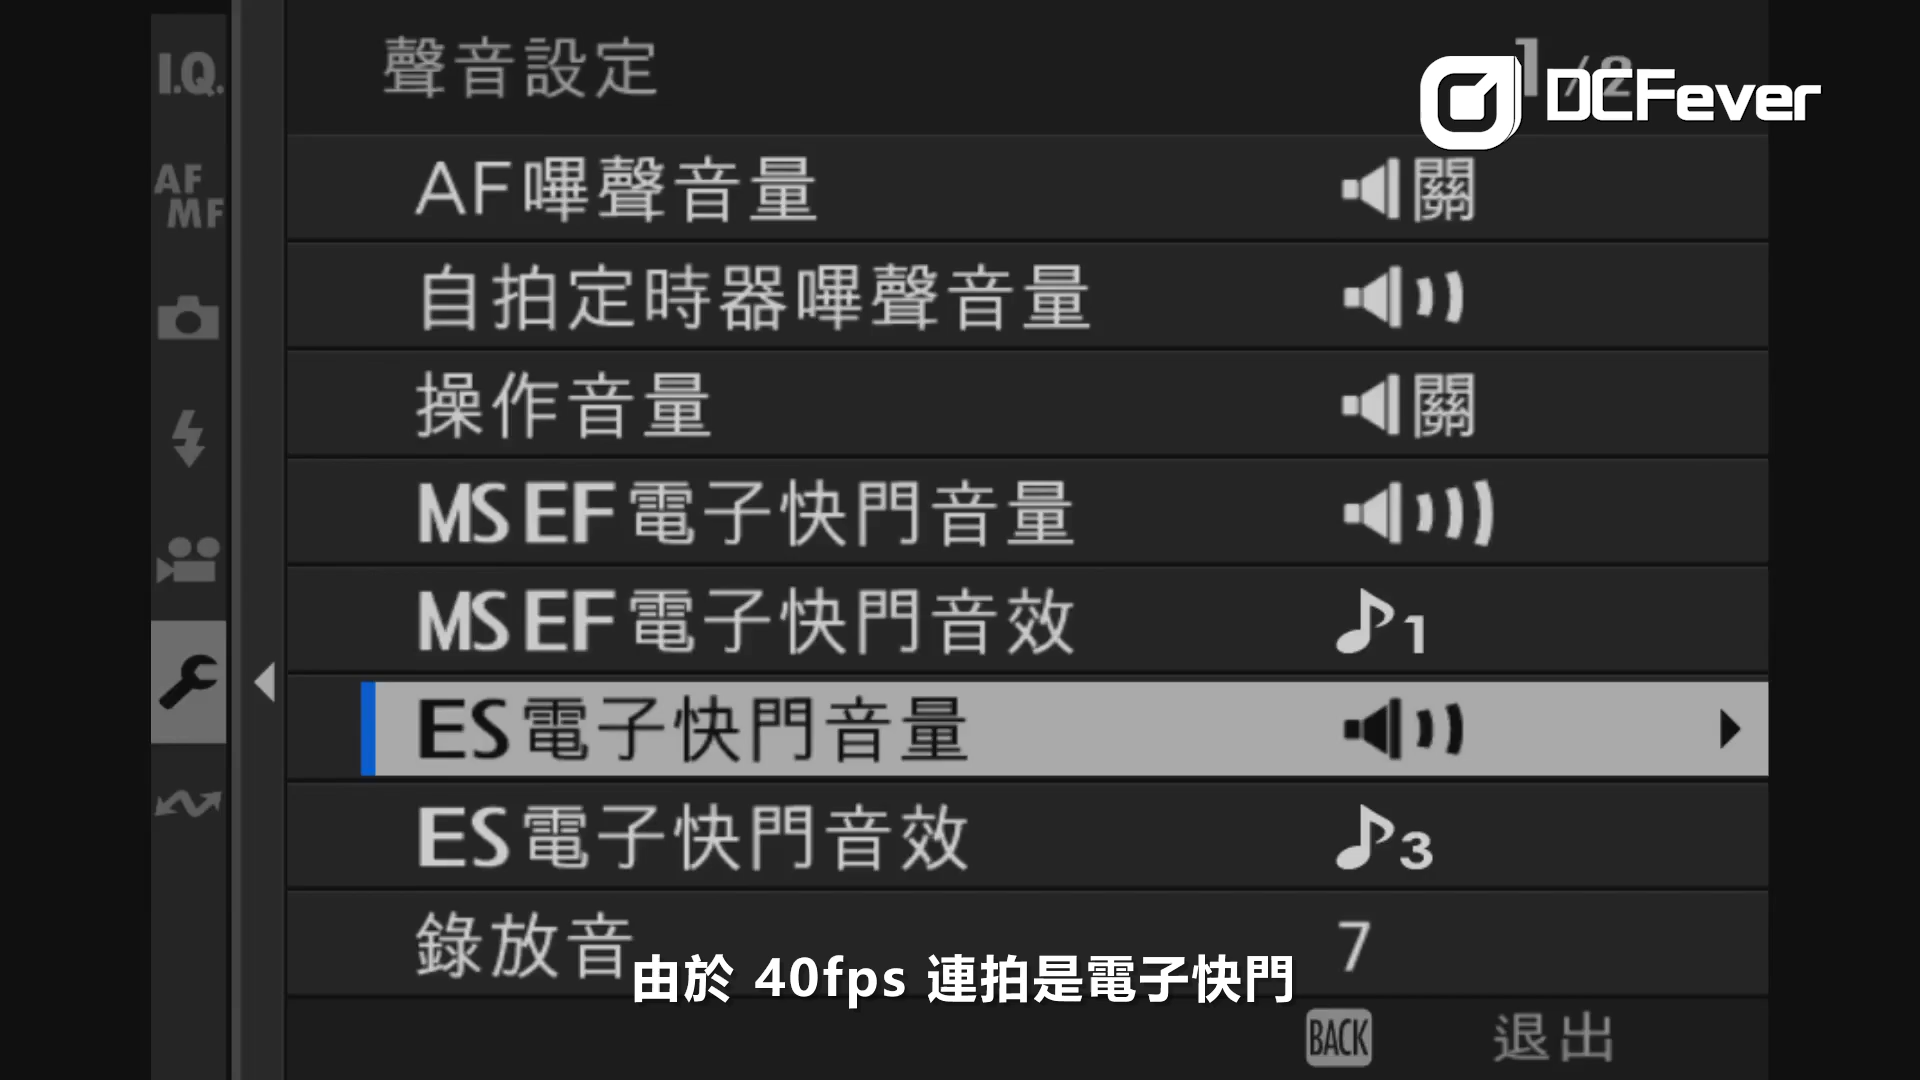 I.Q.
聲音設定
1/2
DCFever
AF
MF
AF嗶聲音量
關
自拍定時器嗶聲音量
操作音量
關
MS EF電子快門音量
MS EF電子快門音效
1
ES電子快門音量
ES電子快門音效
3
錄放音
7
由於 40fps 連拍是電子快門
BACK
退出